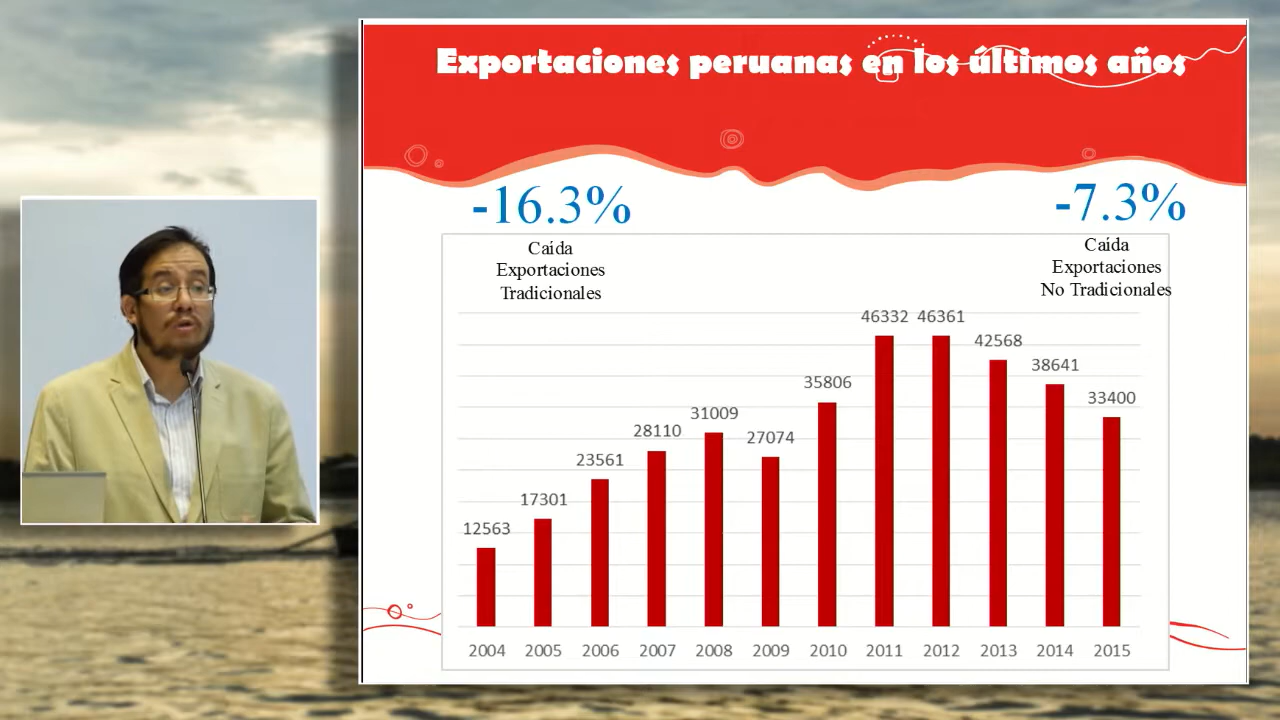 Exportaciones peruanas en los últimos años
-16.3%
Caída
Exportaciones
Tradicionales
-7.3%
Caída
Exportaciones
No Tradicionales
12563
17301
23561
28110
31009
27074
35806
46332
46361
42568
38641
33400
2004 2005 2006 2007 2008 2009 2010 2011 2012 2013 2014 2015